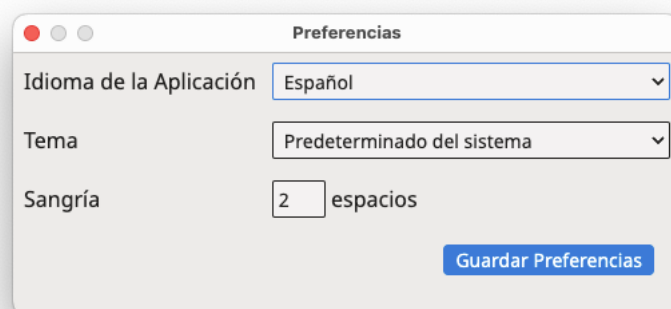 Preferencias
Idioma de la Aplicación Español
Tema Predeterminado del sistema
Sangría 2 espacios
Guardar Preferencias